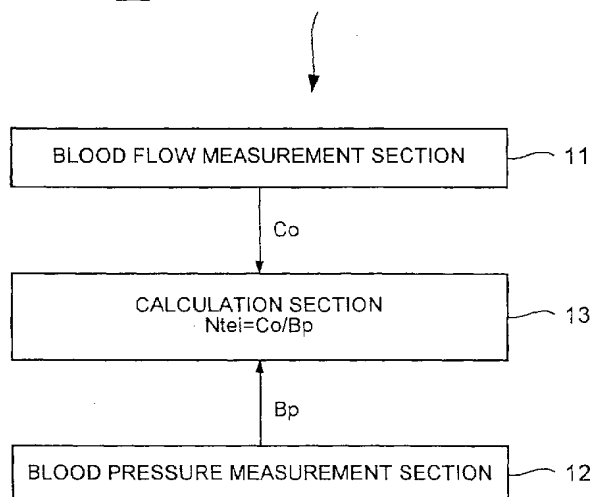 BLOOD FLOW MEASUREMENT SECTION
11
Co
CALCULATION SECTION
Ntei=Co/Bp
13
Bp
BLOOD PRESSURE MEASUREMENT SECTION
12